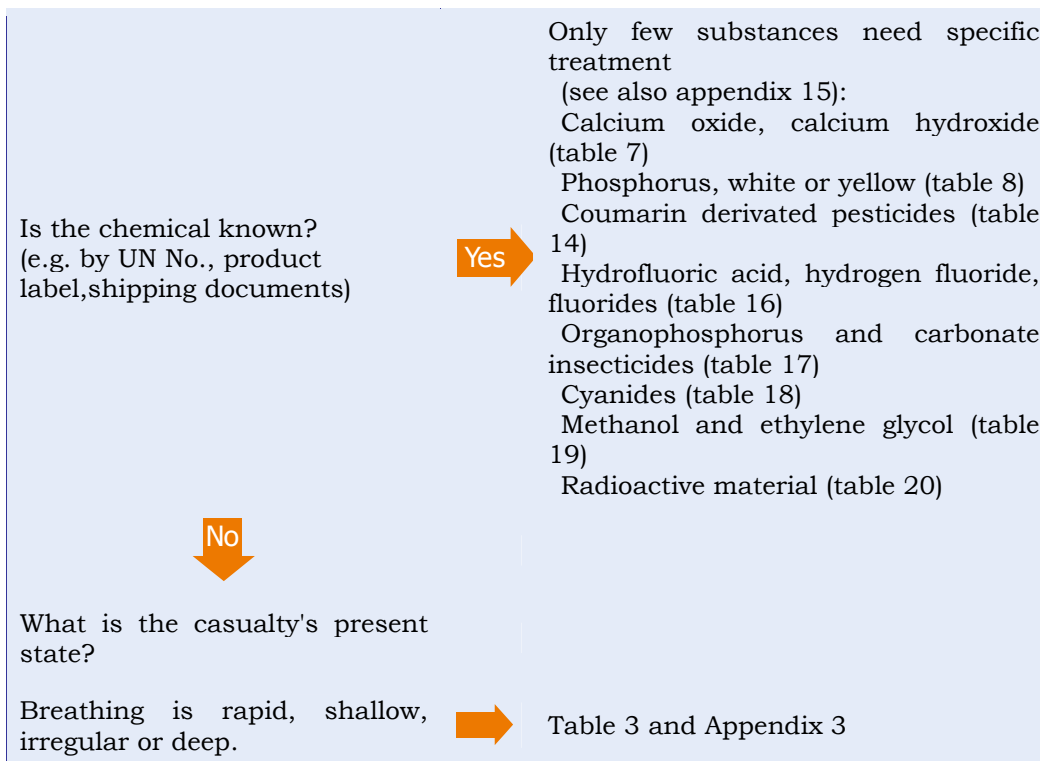 Is the chemical known?
(e.g. by UN No., product
label,shipping documents)
Yes
Only few substances need specific
treatment
(see also appendix 15):
Calcium oxide, calcium hydroxide
(table 7)
Phosphorus, white or yellow (table 8)
Coumarin derivated pesticides (table
14)
Hydrofluoric acid, hydrogen fluoride,
fluorides (table 16)
Organophosphorus and carbonate
insecticides (table 17)
Cyanides (table 18)
Methanol and ethylene glycol (table
19)
Radioactive material (table 20)
No
What is the casualty's present
state?
Breathing is rapid, shallow,
irregular or deep.
Table 3 and Appendix 3